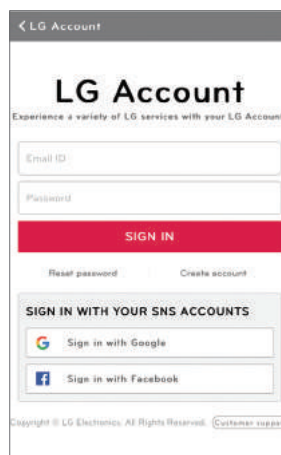 LG Account
LG Account
Experience a variety of LG services with your LG Account
Email ID
Password
SIGN IN
Reset password Create account
SIGN IN WITH YOUR SNS ACCOUNTS
Sign in with Google
Sign in with Facebook
Copyright © LG Electronics. All Rights Reserved. Customer suppo